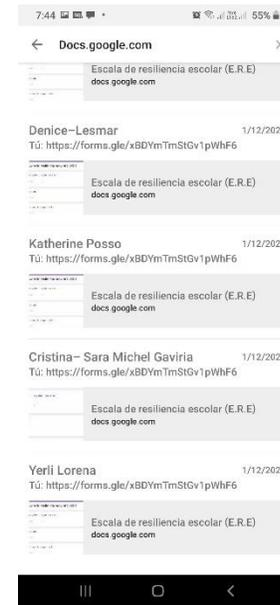 7:44
55%
Docs.google.com
Escala de resiliencia escolar (E.R.E)
docs.google.com
Denice-Lesmar
1/12/202
Tú: https://forms.gle/xBDYmTmStGv1pWhF6
Escala de resiliencia escolar (E.R.E)
docs.google.com
Katherine Posso
1/12/202
Tú: https://forms.gle/xBDYmTmStGv1pWhF6
Escala de resiliencia escolar (E.R.E)
docs.google.com
Cristina- Sara Michel Gaviria
1/12/202
Tú: https://forms.gle/xBDYmTmStGv1pWhF6
Escala de resiliencia escolar (E.R.E)
docs.google.com
Yerli Lorena
1/12/202
Tú: https://forms.gle/xBDYmTmStGv1pWhF6
Escala de resiliencia escolar (E.R.E)
docs.google.com